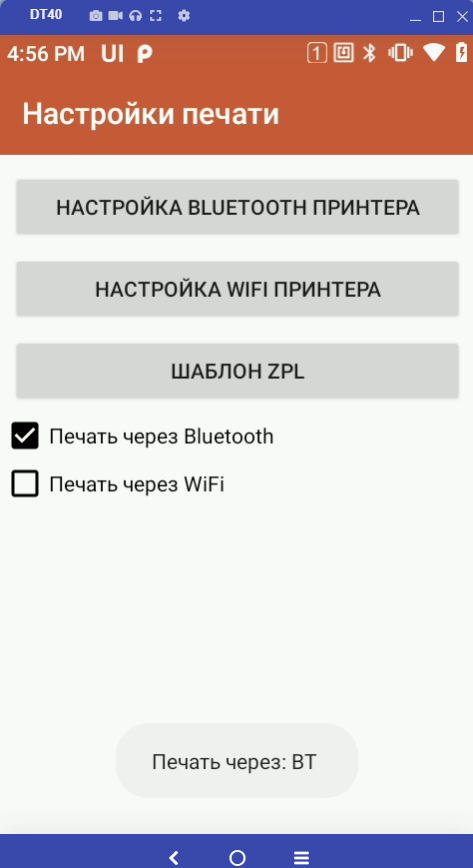 DT40
4:56 PM UI
1
Настройки печати
НАСТРОЙКА BLUETOOTH ПРИНТЕРА
НАСТРОЙКА WIFI ПРИНТЕРА
ШАБЛОН ZPL
Печать через Bluetooth
Печать через WiFi
Печать через: BT